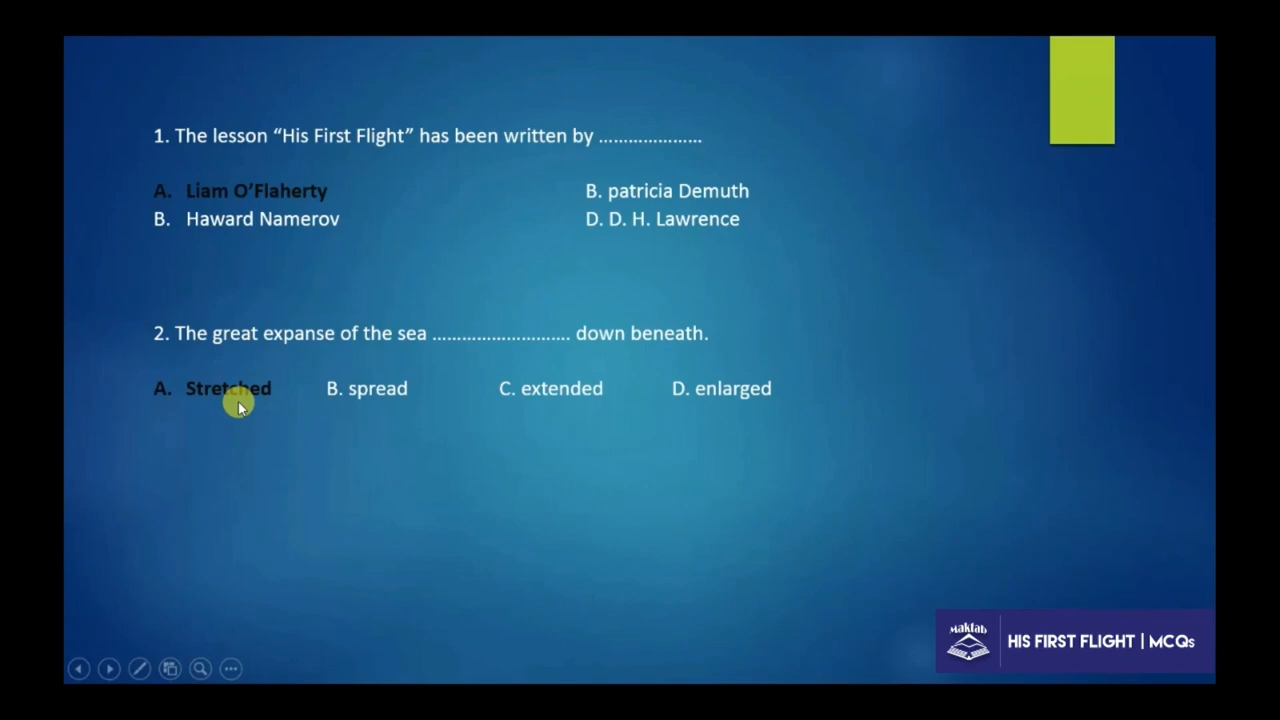 1. The lesson “His First Flight” has been written by .....................
A. Liam O’Flaherty B. patricia Demuth
B. Haward Namerov D. D. H. Lawrence
2. The great expanse of the sea ............................ down beneath.
A. Stretched B. spread C. extended D. enlarged
Maktab
HIS FIRST FLIGHT | MCQs